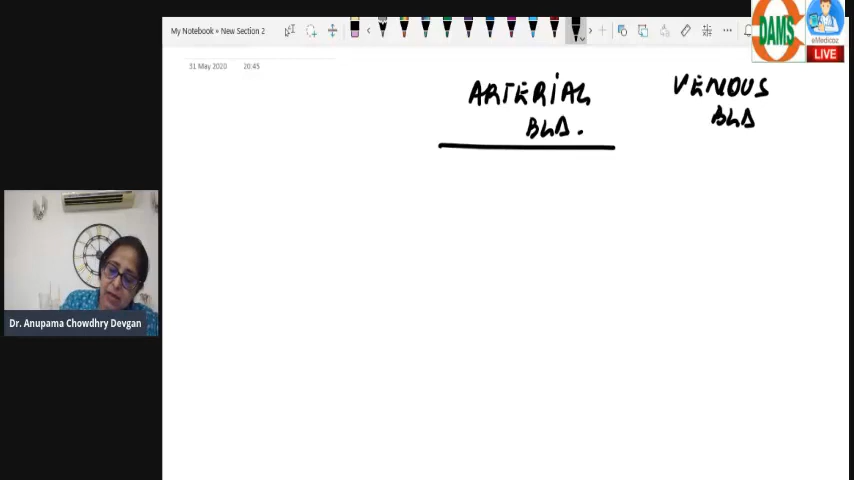 My Notebook » New Section 2
DAMS
eMedicoz
LIVE
31 May 2020 20:45
ARTERIAL
BLD.
VENOUS
BLD
Dr. Anupama Chowdhry Devgan